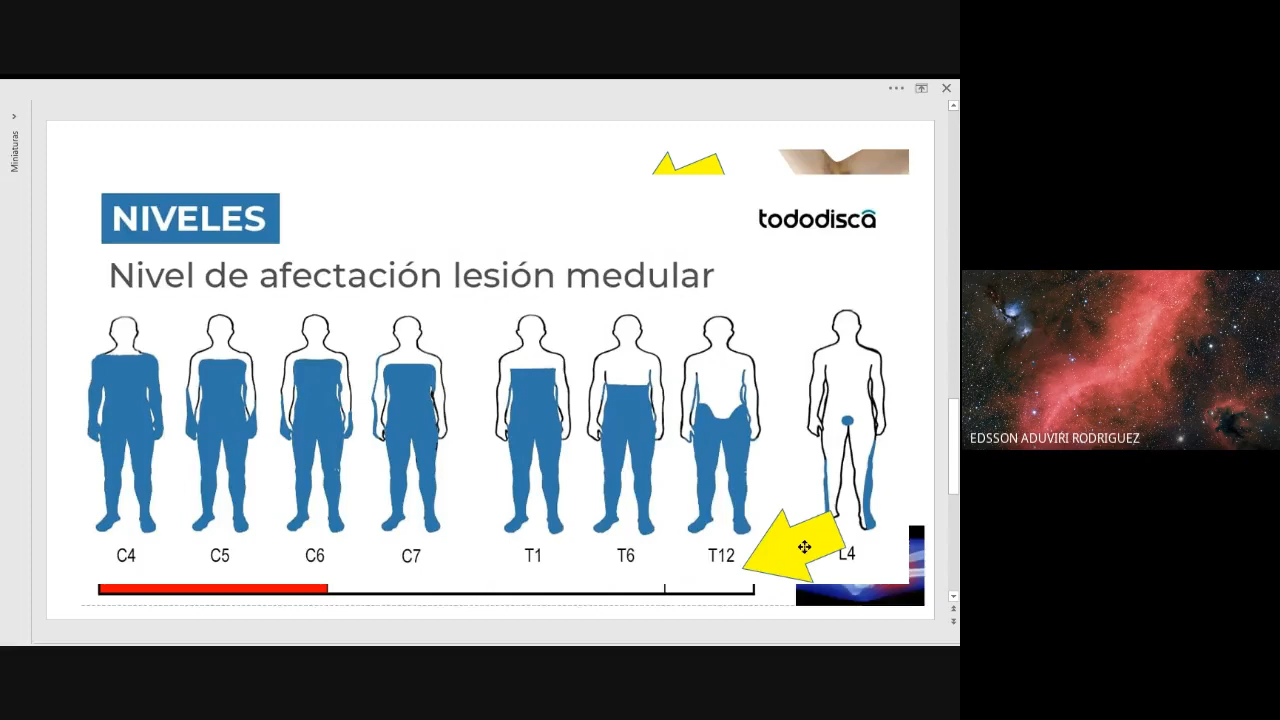 Miniaturas
NIVELES
tododisca
Nivel de afectación lesión medular
C4 C5 C6 C7 T1 T6 T12 L4
EDSSON ADUVIRI RODRIGUEZ